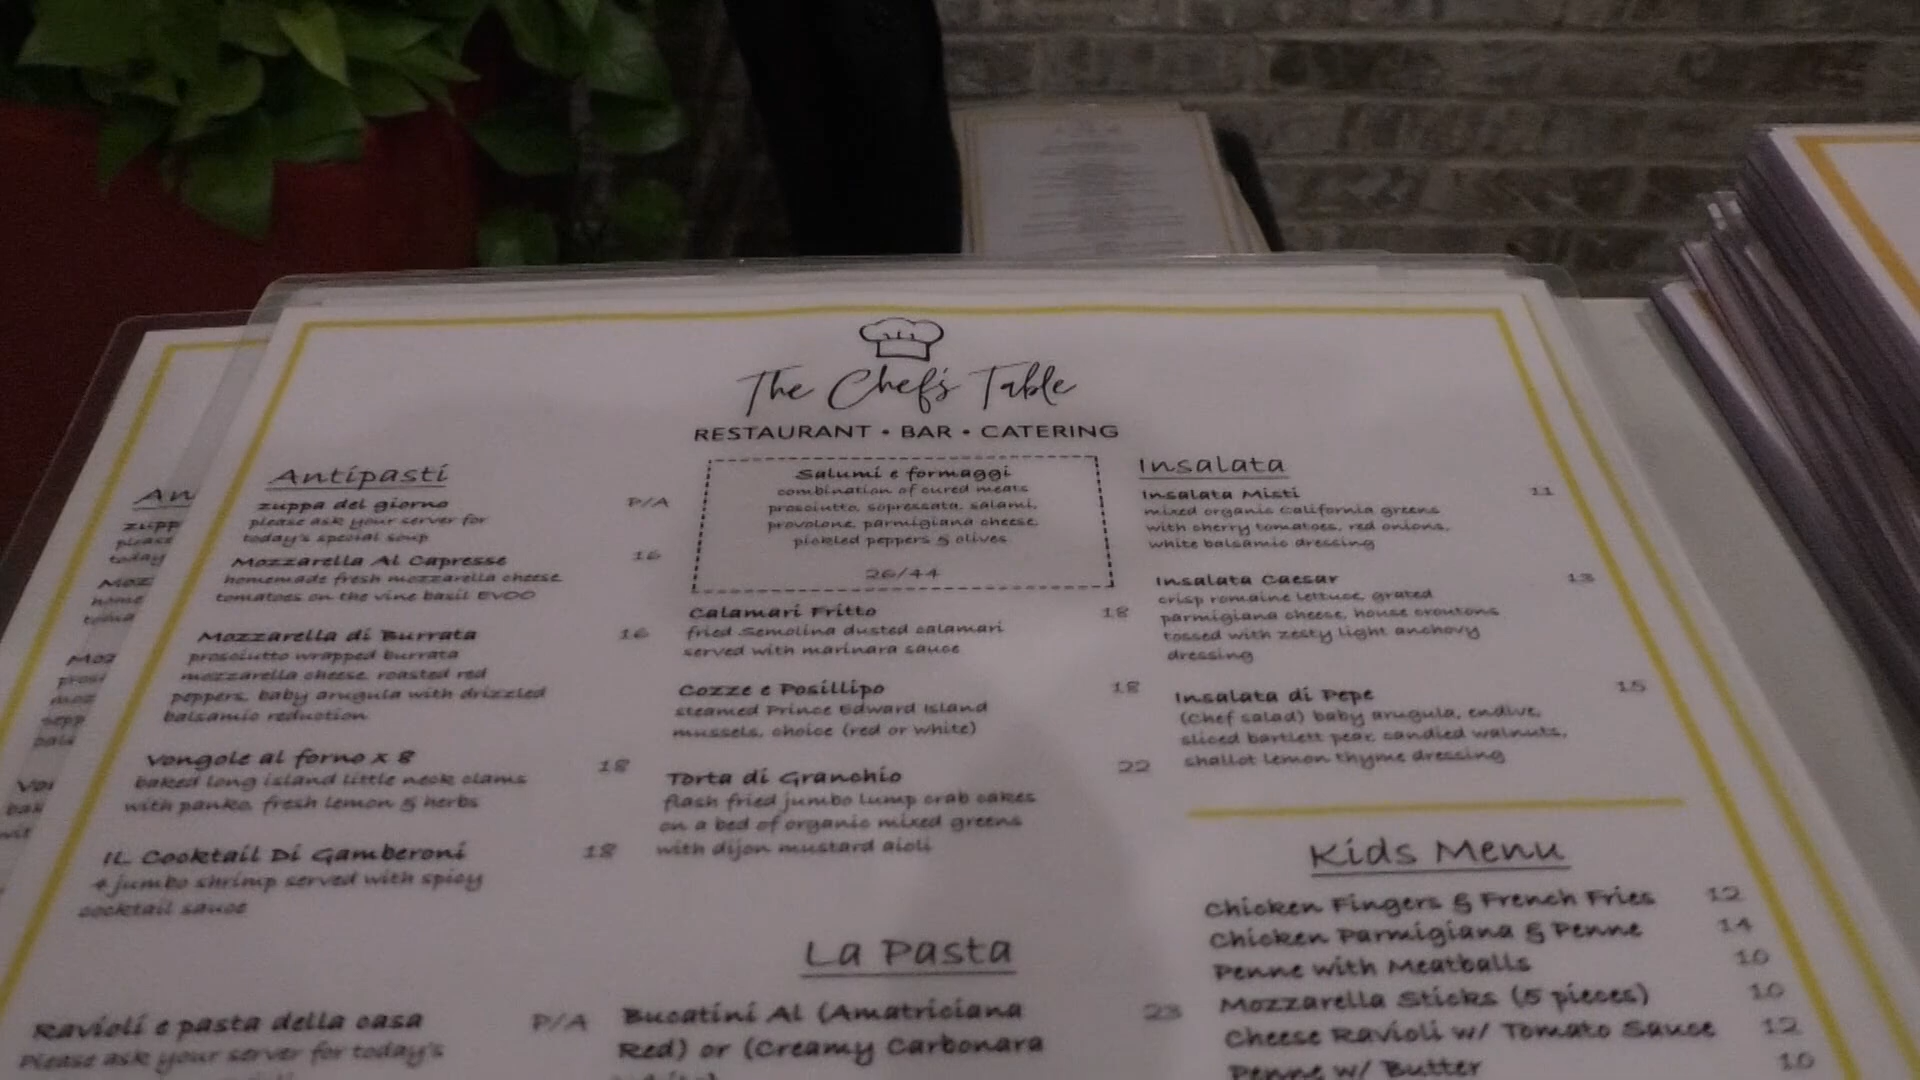 The Chef's Table
RESTAURANT • BAR • CATERING
Antipasti
Zuppa del giorno P/A
please ask your server for
today's special soup
Mozzarella Al Capresse 16
homemade fresh mozzarella cheese
tomatoes on the vine basil EVOO
Mozzarella di Burrata 16
prosciutto wrapped burrata
mozzarella cheese, roasted red
peppers, baby arugula with drizzled
balsamic reduction
Vongole al forno x 8 18
baked long island little neck clams
with panko, fresh lemon & herbs
IL Cocktail Di Gamberoni 18
4 jumbo shrimp served with spicy
cocktail sauce
Salumi e formaggi
combination of cured meats
prosciutto, sopressata, salami,
provolone, parmigiana cheese,
pickled peppers & olives
26/44
Calamari Fritto 18
fried Semolina dusted calamari
served with marinara sauce
Cozze e Posillipo 18
steamed Prince Edward Island
mussels, choice (red or white)
Torta di Granchio 22
flash fried jumbo lump crab cakes
on a bed of organic mixed greens
with dijon mustard aioli
Insalata
Insalata Misti 11
mixed organic California greens
with cherry tomatoes, red onions,
white balsamic dressing
Insalata Caesar 13
crisp romaine lettuce, grated
parmigiana cheese, house croutons
tossed with zesty light anchovy
dressing
Insalata di Pepe 15
(Chef salad) baby arugula, endive,
sliced bartlett pear, candied walnuts,
shallot lemon thyme dressing
Kids Menu
Chicken Fingers & French Fries 12
Chicken Parmigiana & Penne 14
Penne with Meatballs 10
Mozzarella Sticks (5 pieces) 10
Cheese Ravioli w/ Tomato Sauce 12
Penne w/ Butter 10
La Pasta
Ravioli e pasta della casa P/A
Please ask your server for today's
Bucatini Al (Amatriciana 23
Red) or (Creamy Carbonara